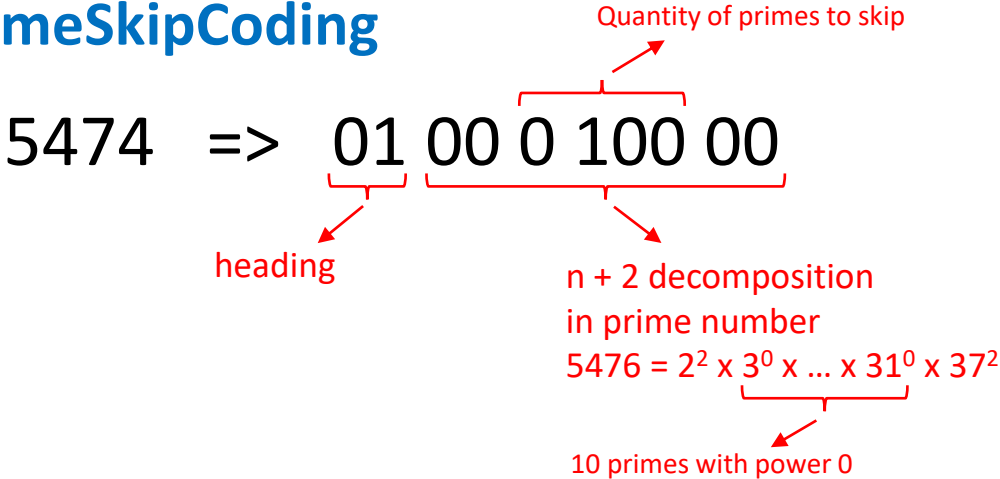 meSkipCoding
Quantity of primes to skip
5474 => 01 00 0 100 00
heading
n + 2 decomposition
in prime number
5476 = 2² x 3⁰ x ... x 31⁰ x 37²
10 primes with power 0